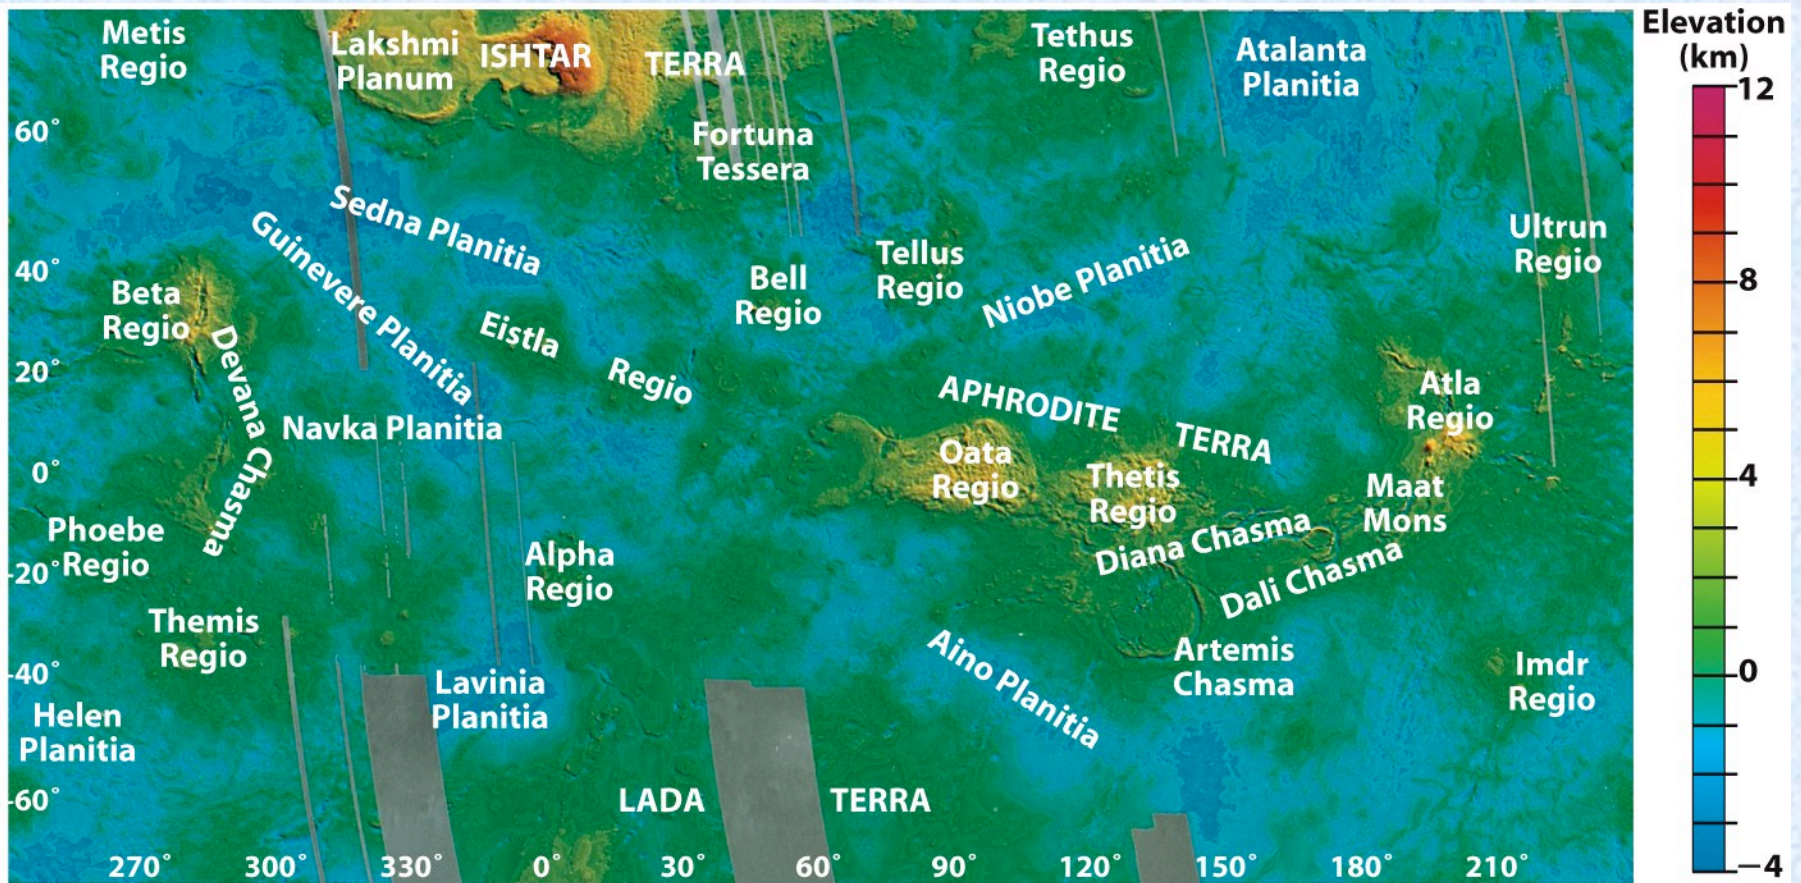 Elevation
(km)
12
8
4
0
−4
Metis
Regio
Lakshmi
Planum
ISHTAR
TERRA
Tethus
Regio
Atalanta
Planitia
60°
Fortuna
Tessera
Sedna Planitia
Guinevere Planitia
Ultrun
Regio
40°
Tellus
Regio
Bell
Regio
Niobe Planitia
Beta
Regio
Devana Chasma
Eistla
Regio
20°
APHRODITE
TERRA
Atla
Regio
Navka Planitia
0°
Oata
Regio
Thetis
Regio
Maat
Mons
Phoebe
Regio
Diana Chasma
Dali Chasma
-20°
Alpha
Regio
Themis
Regio
Aino Planitia
Artemis
Chasma
Imdr
Regio
-40°
Lavinia
Planitia
Helen
Planitia
-60°
LADA
TERRA
270°
300°
330°
0°
30°
60°
90°
120°
150°
180°
210°